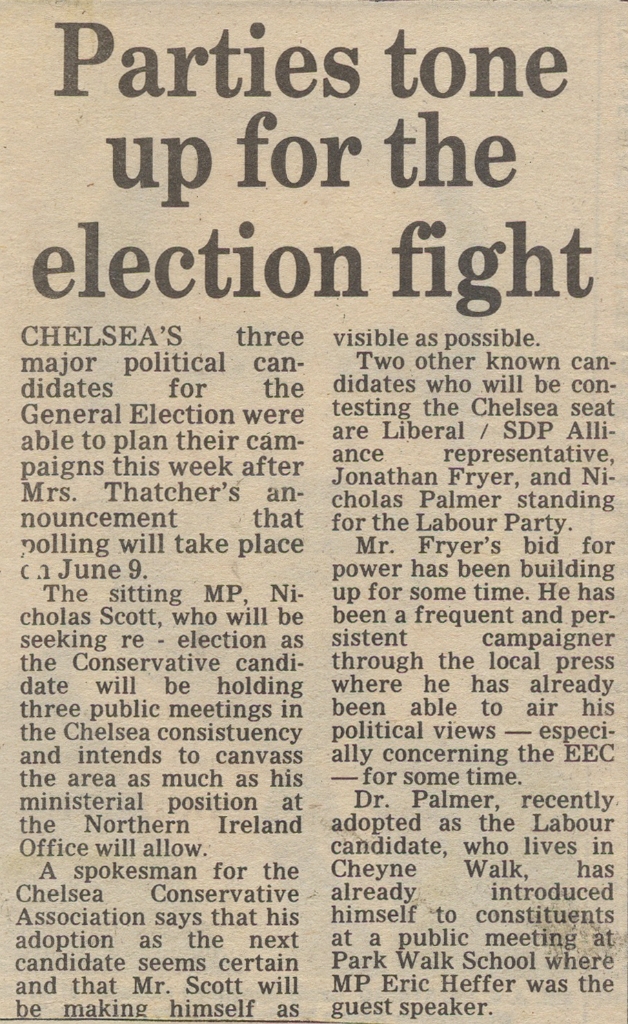 Parties tone
up for the
election fight
CHELSEA'S three
major political can-
didates for the
General Election were
able to plan their cam-
paigns this week after
Mrs. Thatcher's an-
nouncement that
polling will take place
on June 9.
The sitting MP, Ni-
cholas Scott, who will be
seeking re - election as
the Conservative candi-
date will be holding
three public meetings in
the Chelsea consistuency
and intends to canvass
the area as much as his
ministerial position at
the Northern Ireland
Office will allow.
A spokesman for the
Chelsea Conservative
Association says that his
adoption as the next
candidate seems certain
and that Mr. Scott will
be making himself as
visible as possible.
Two other known can-
didates who will be con-
testing the Chelsea seat
are Liberal / SDP Alli-
ance representative,
Jonathan Fryer, and Ni-
cholas Palmer standing
for the Labour Party.
Mr. Fryer's bid for
power has been building
up for some time. He has
been a frequent and per-
sistent campaigner
through the local press
where he has already
been able to air his
political views — especi-
ally concerning the EEC
— for some time.
Dr. Palmer, recently
adopted as the Labour
candidate, who lives in
Cheyne Walk, has
already introduced
himself to constituents
at a public meeting at
Park Walk School where
MP Eric Heffer was the
guest speaker.